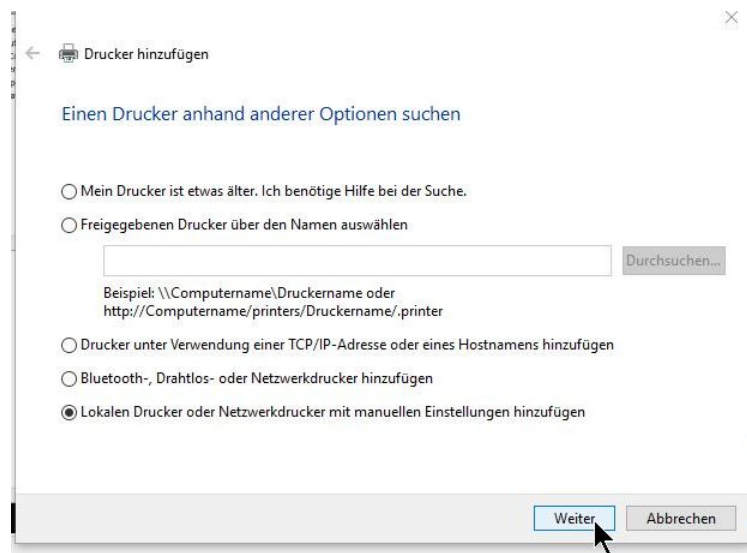 Drucker hinzufügen
Einen Drucker anhand anderer Optionen suchen
Mein Drucker ist etwas älter. Ich benötige Hilfe bei der Suche.
Freigegebenen Drucker über den Namen auswählen
Durchsuchen...
Beispiel: \\Computername\Druckername oder
http://Computername/printers/Druckername/.printer
Drucker unter Verwendung einer TCP/IP-Adresse oder eines Hostnamens hinzufügen
Bluetooth-, Drahtlos- oder Netzwerkdrucker hinzufügen
Lokalen Drucker oder Netzwerkdrucker mit manuellen Einstellungen hinzufügen
Weiter
Abbrechen